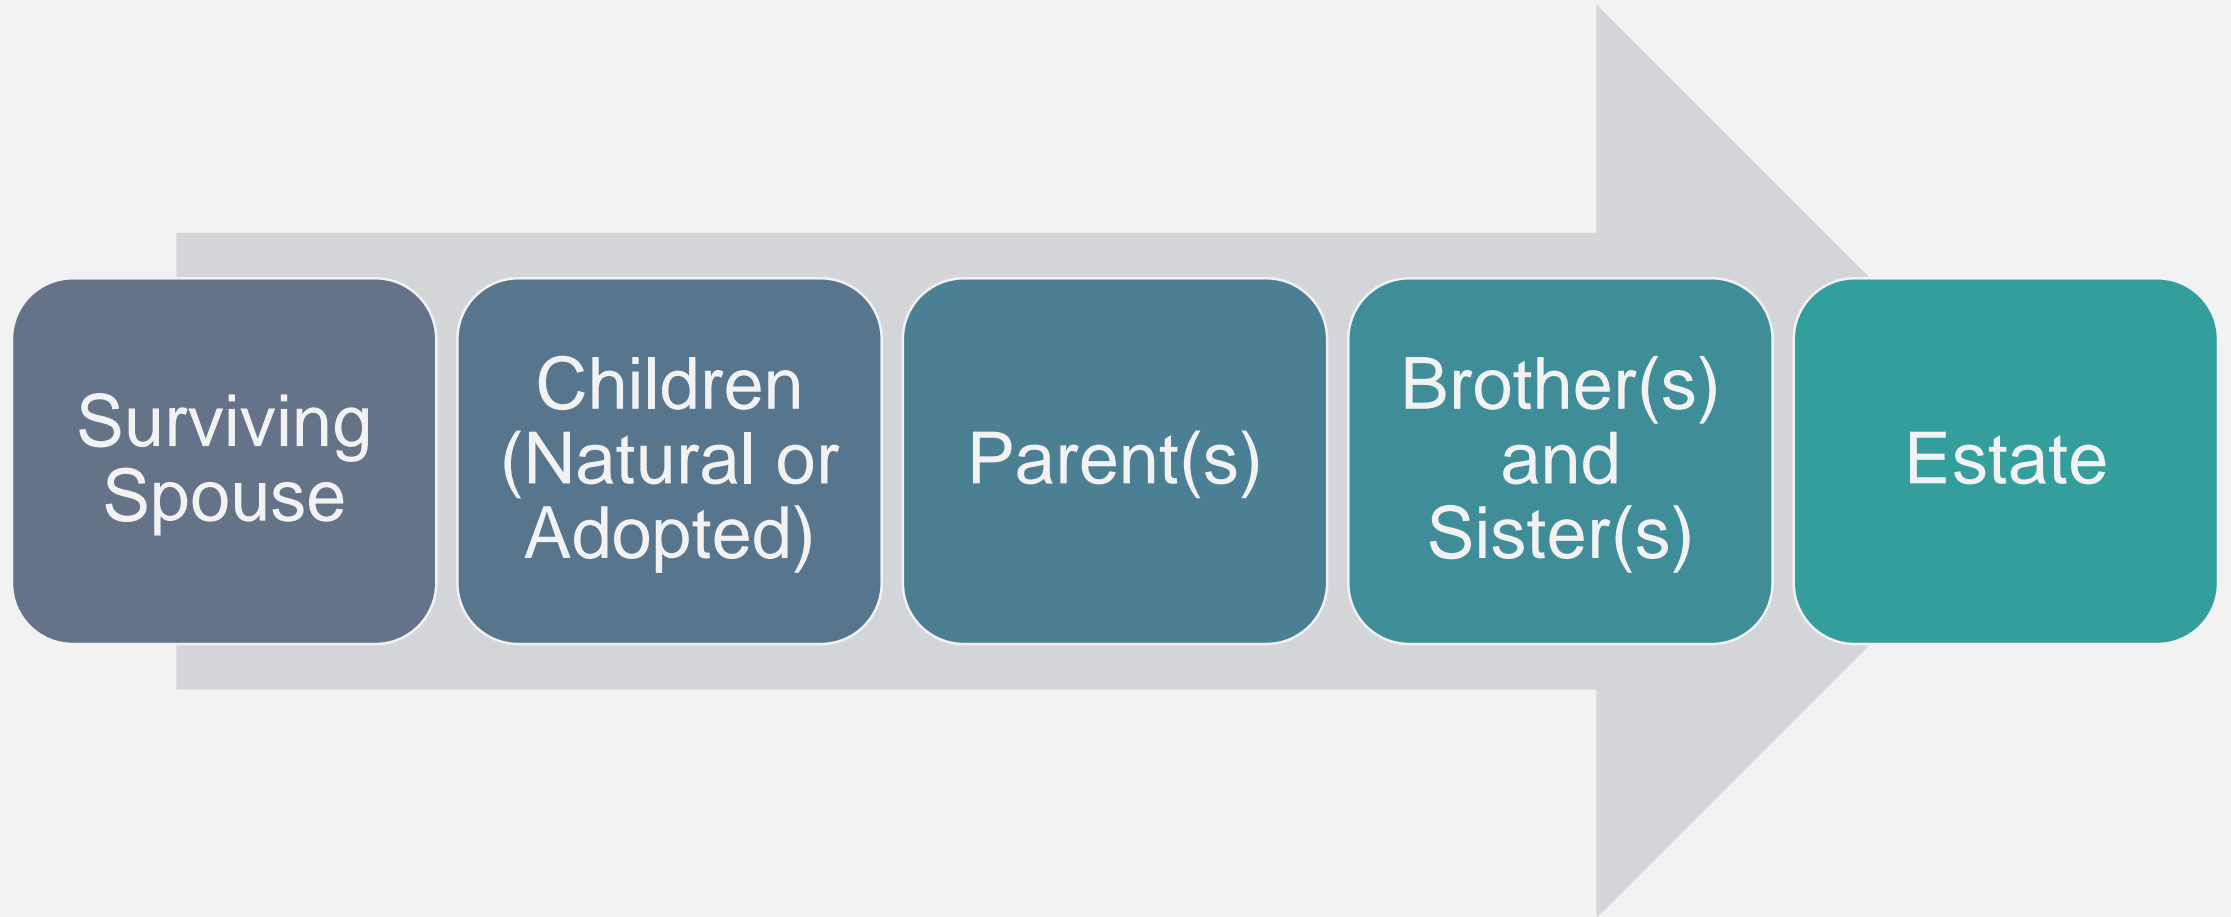 Surviving
Spouse
Children
(Natural or
Adopted)
Parent(s)
Brother(s)
and
Sister(s)
Estate